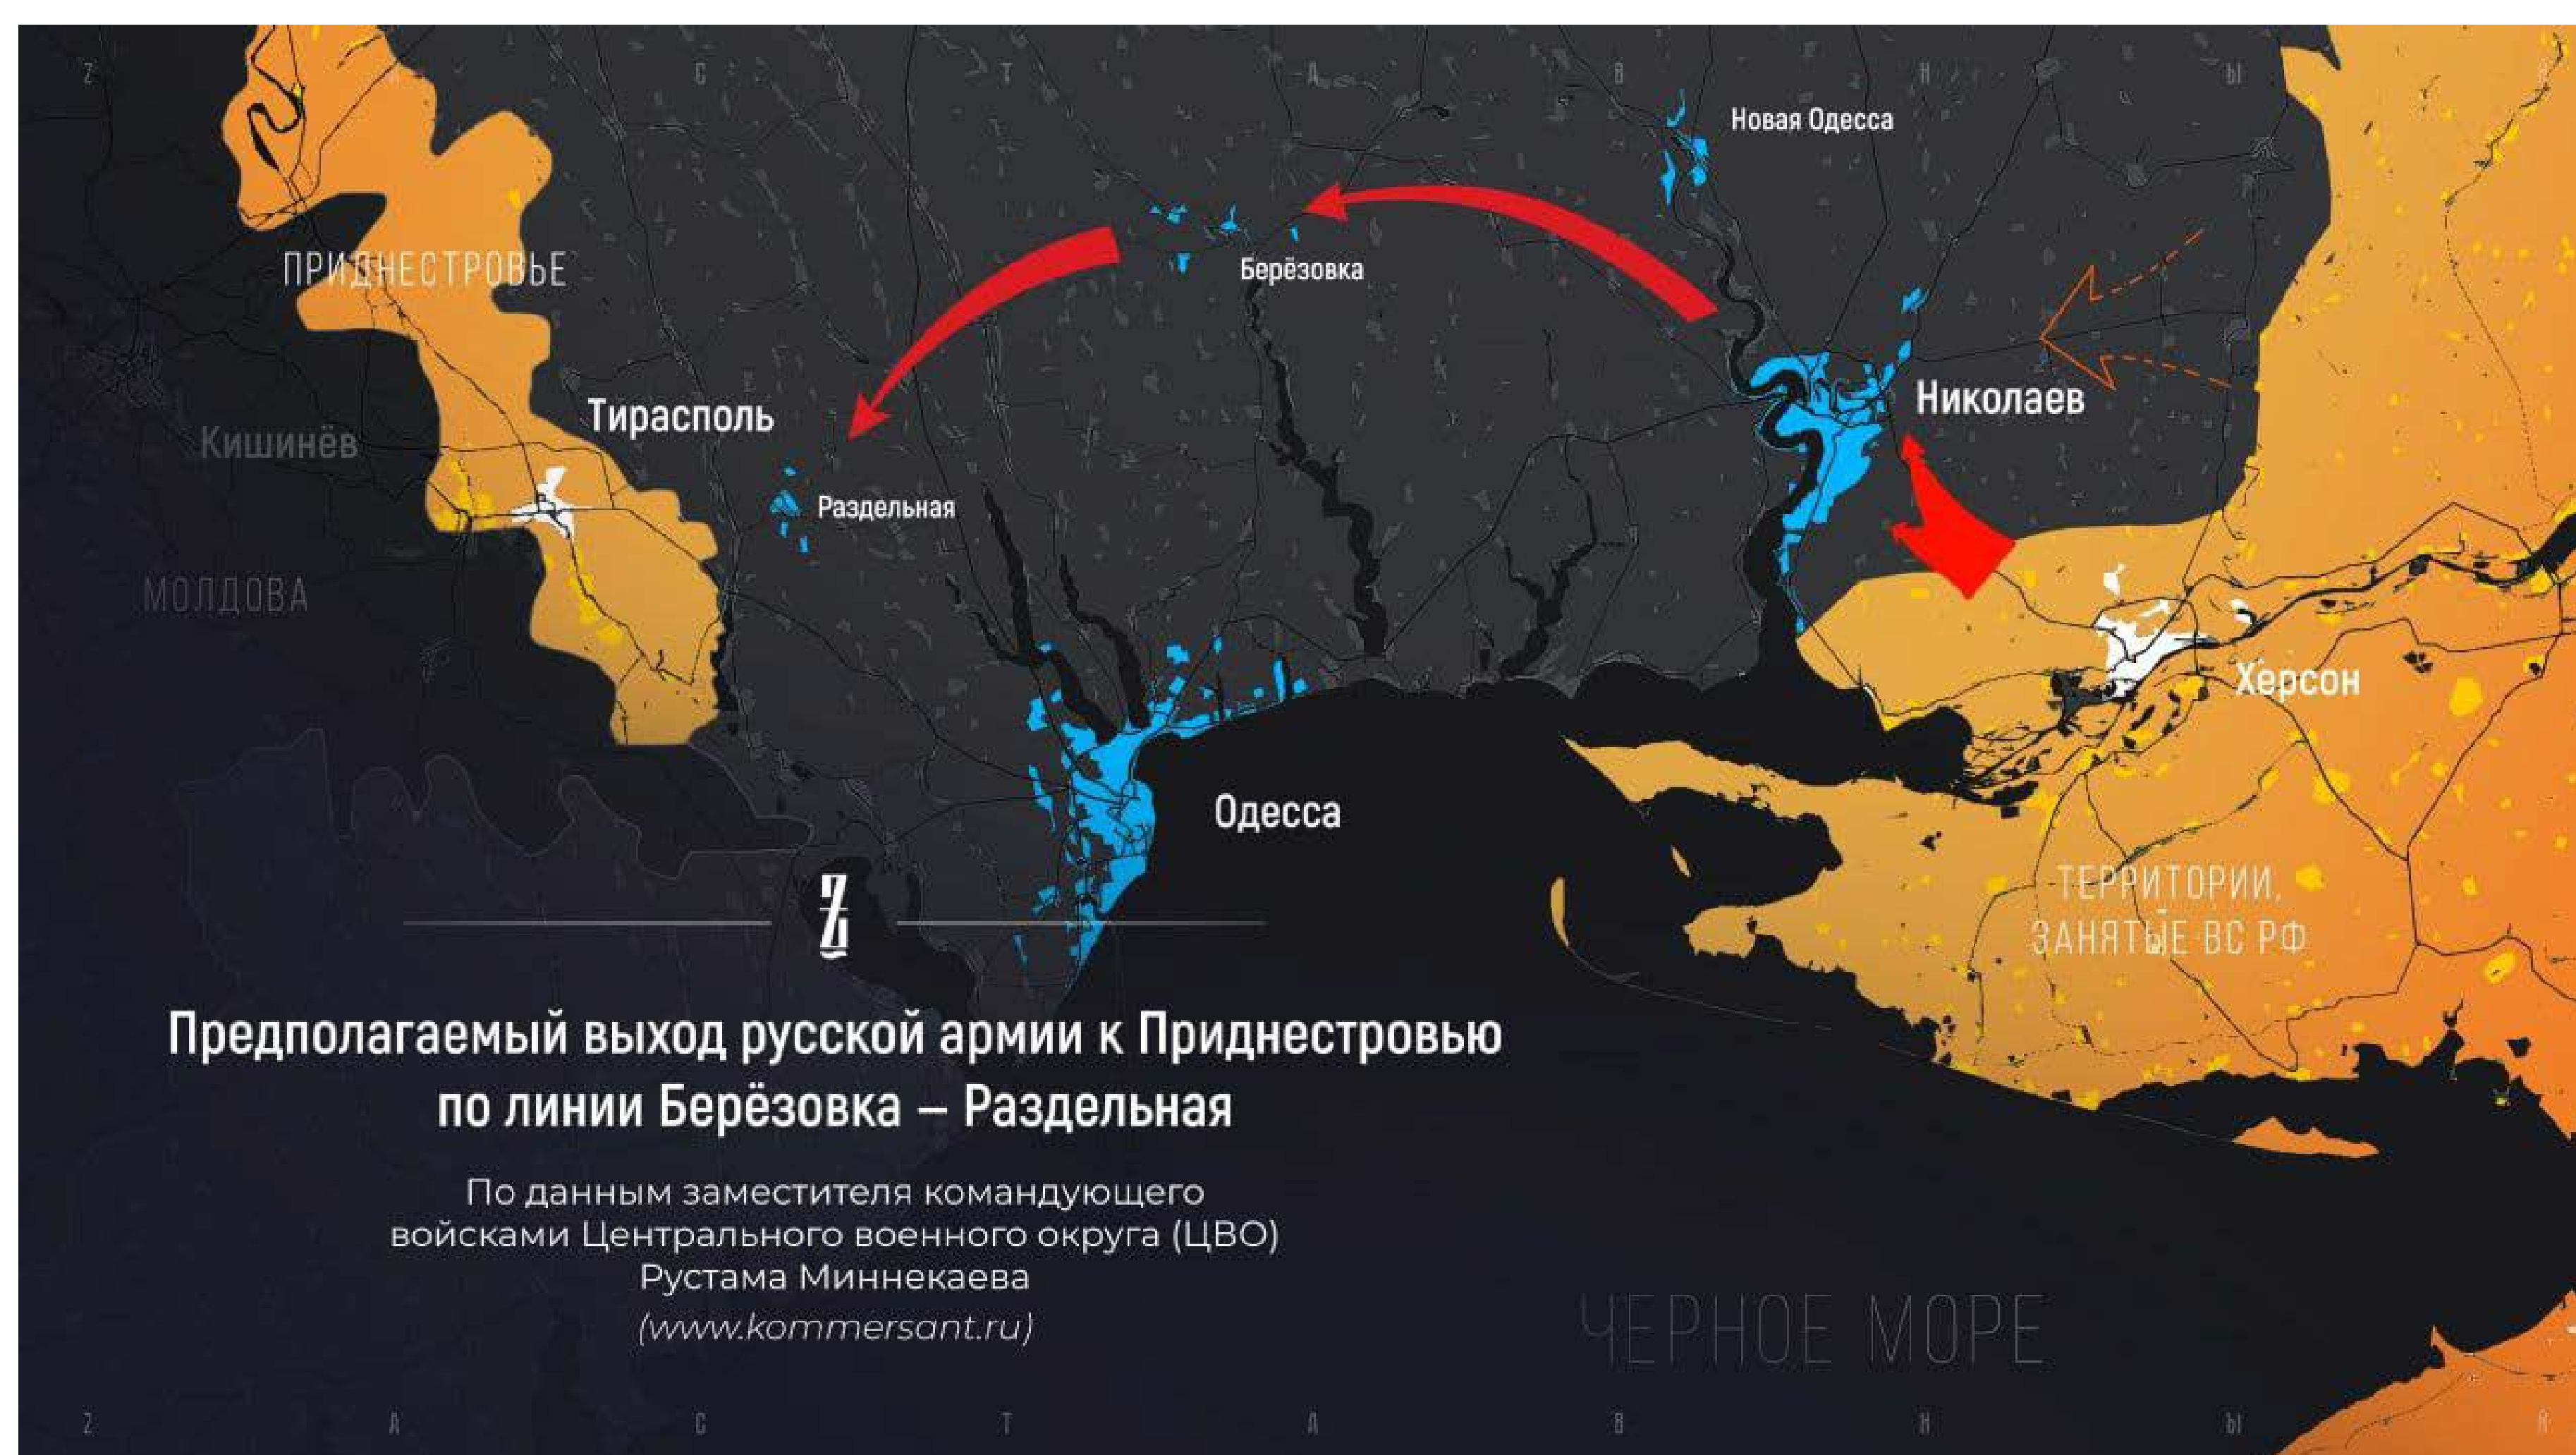 Z А С Т А В Н Ы Й
Новая Одесса
Берёзовка
ПРИДНЕСТРОВЬЕ
Тирасполь
Николаев
Кишинёв
Раздельная
МОЛДОВА
Херсон
Одесса
ТЕРРИТОРИИ,
ЗАНЯТЫЕ ВС РФ
Предполагаемый выход русской армии к Приднестровью
по линии Берёзовка – Раздельная
По данным заместителя командующего
войсками Центрального военного округа (ЦВО)
Рустама Миннекаева
(www.kommersant.ru)
ЧЕРНОЕ МОРЕ
Z А С Т А В Н Ы Й